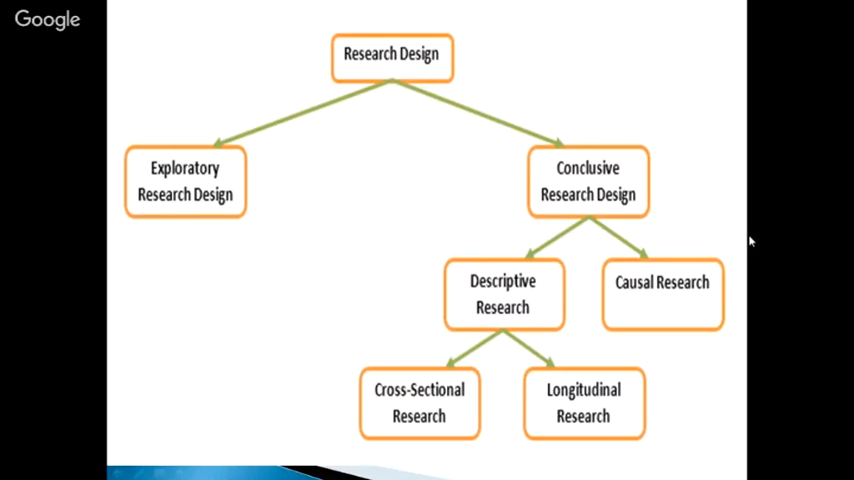 Google
Research Design
Exploratory
Research Design
Conclusive
Research Design
Descriptive
Research
Causal Research
Cross-Sectional
Research
Longitudinal
Research